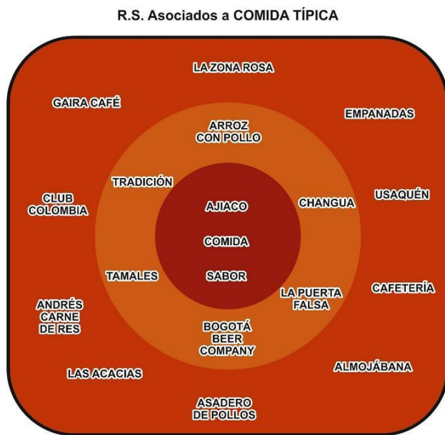 R.S. Asociados a COMIDA TÍPICA
LA ZONA ROSA
GAIRA CAFÉ
EMPANADAS
ARROZ
CON POLLO
TRADICIÓN
CLUB
COLOMBIA
AJIACO
CHANGUA
USAQUÉN
COMIDA
TAMALES
SABOR
CAFETERÍA
LA PUERTA
FALSA
ANDRÉS
CARNE
DE RES
BOGOTÁ
BEER
COMPANY
LAS ACACIAS
ALMOJÁBANA
ASADERO
DE POLLOS